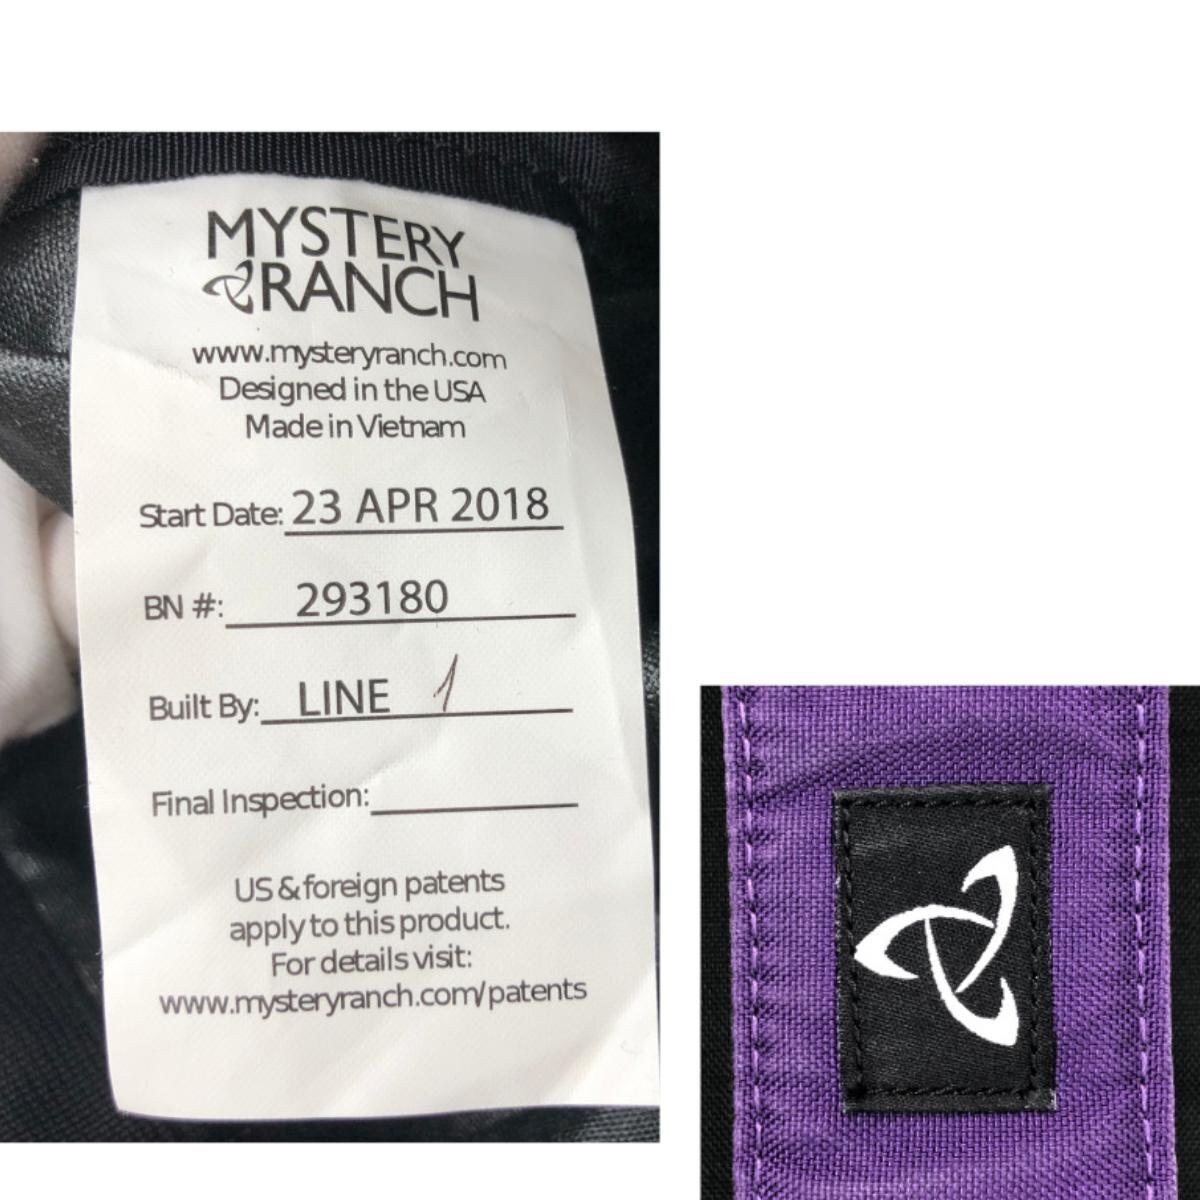 MYSTERY
RANCH
www.mysteryranch.com
Designed in the USA
Made in Vietnam
Start Date: 23 APR 2018
BN #: 293180
Built By: LINE 1
Final Inspection:
US & foreign patents
apply to this product.
For details visit:
www.mysteryranch.com/patents